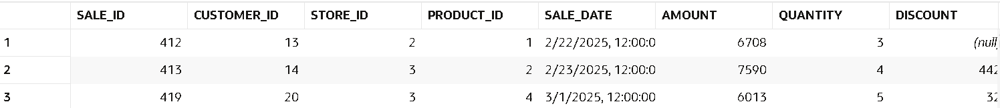 SALE_ID CUSTOMER_ID STORE_ID PRODUCT_ID SALE_DATE AMOUNT QUANTITY DISCOUNT
1 412 13 2 1 2/22/2025, 12:00:0 6708 3 (null)
2 413 14 3 2 2/23/2025, 12:00:0 7590 4 442
3 419 20 3 4 3/1/2025, 12:00:00 6013 5 32